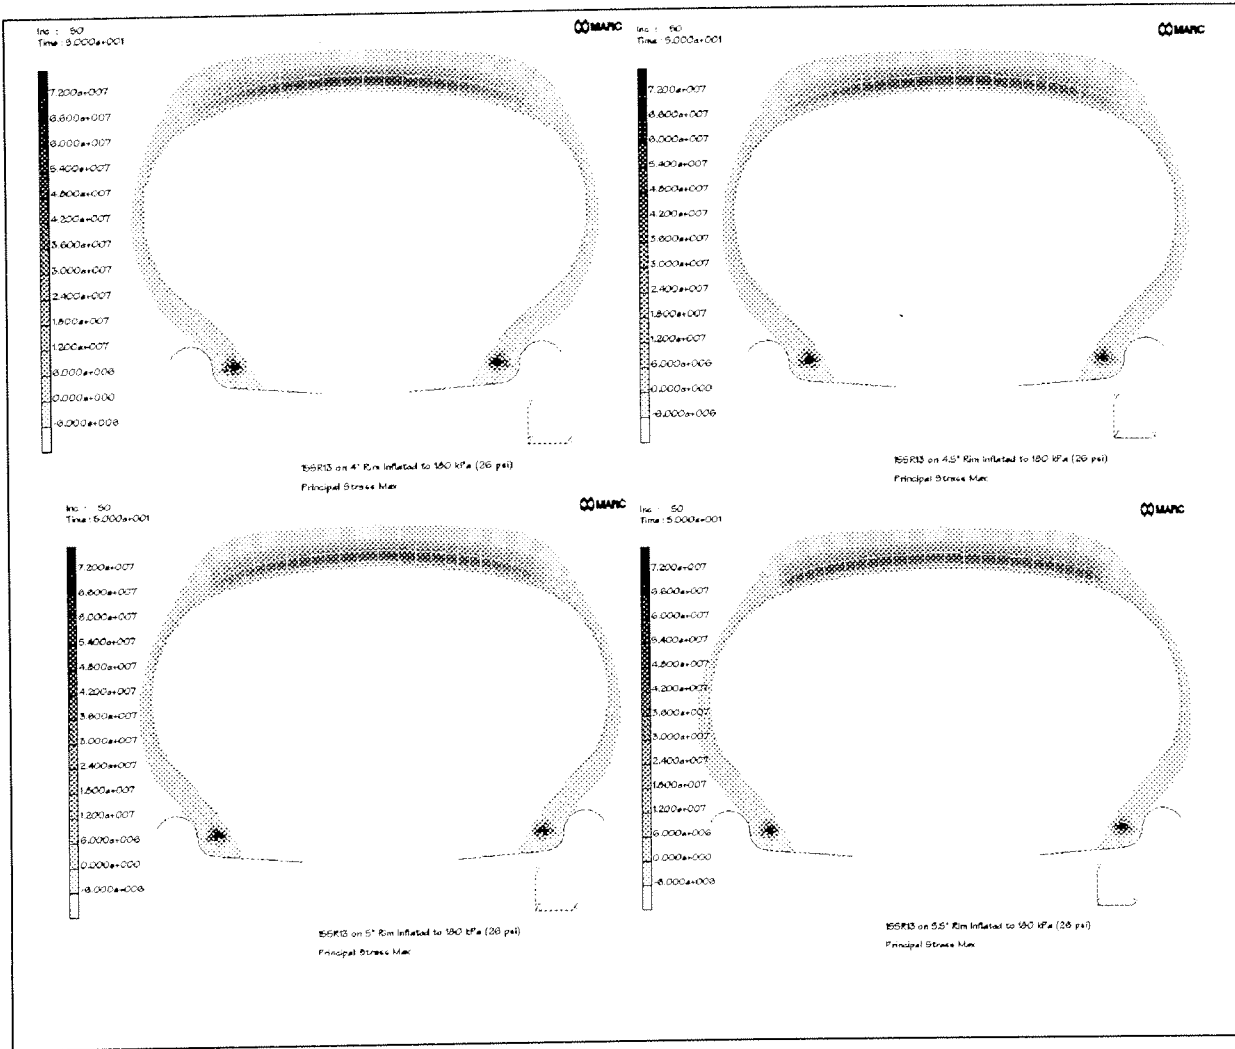 Inc : 50
Time : 5.000e+001
MARC
7.200e+007
6.600e+007
6.000e+007
5.400e+007
4.800e+007
4.200e+007
3.600e+007
3.000e+007
2.400e+007
1.800e+007
1.200e+007
6.000e+006
0.000e+000
-6.000e+006
155R13 on 4" Rim Inflated to 180 kPa (26 psi)
Principal Stress Max
Inc : 50
Time : 5.000e+001
MARC
7.200e+007
6.600e+007
6.000e+007
5.400e+007
4.800e+007
4.200e+007
3.600e+007
3.000e+007
2.400e+007
1.800e+007
1.200e+007
6.000e+006
0.000e+000
-6.000e+006
155R13 on 4.5" Rim Inflated to 180 kPa (26 psi)
Principal Stress Max
Inc : 50
Time : 5.000e+001
MARC
7.200e+007
6.600e+007
6.000e+007
5.400e+007
4.800e+007
4.200e+007
3.600e+007
3.000e+007
2.400e+007
1.800e+007
1.200e+007
6.000e+006
0.000e+000
-6.000e+006
155R13 on 5" Rim Inflated to 180 kPa (26 psi)
Principal Stress Max
Inc : 50
Time : 5.000e+001
MARC
7.200e+007
6.600e+007
6.000e+007
5.400e+007
4.800e+007
4.200e+007
3.600e+007
3.000e+007
2.400e+007
1.800e+007
1.200e+007
6.000e+006
0.000e+000
-6.000e+006
155R13 on 5.5" Rim Inflated to 180 kPa (26 psi)
Principal Stress Max